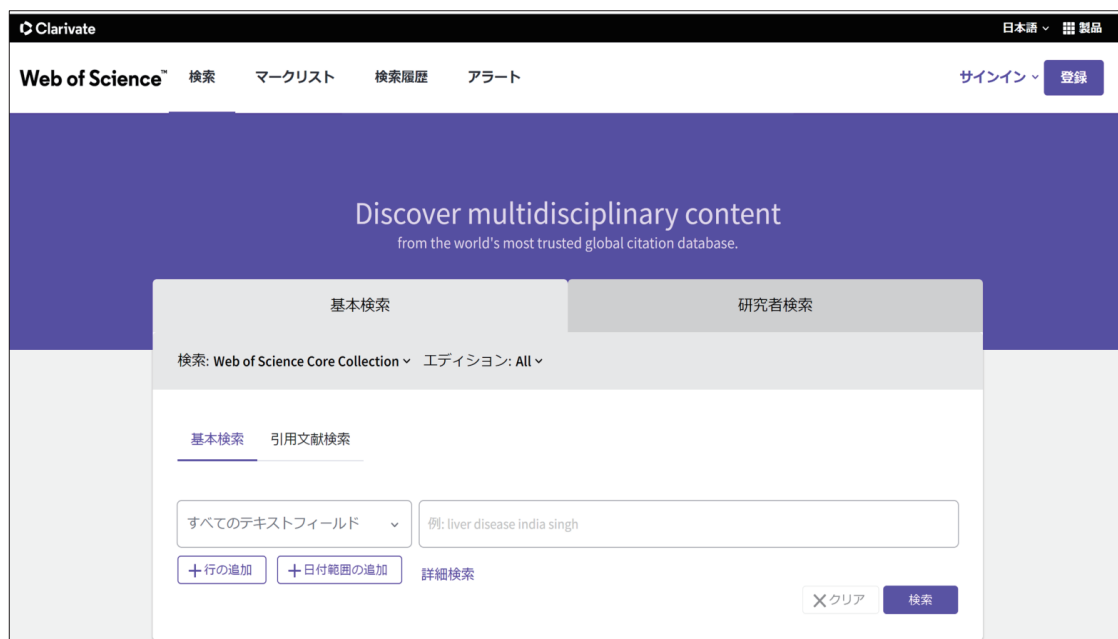 Clarivate 日本語 製品
Web of Science™ 検索 マークリスト 検索履歴 アラート サインイン 登録
Discover multidisciplinary content
from the world's most trusted global citation database.
基本検索 研究者検索
検索: Web of Science Core Collection エディション: All
基本検索 引用文献検索
すべてのテキストフィールド 例: liver disease india singh
+行の追加 +日付範囲の追加 詳細検索
×クリア 検索